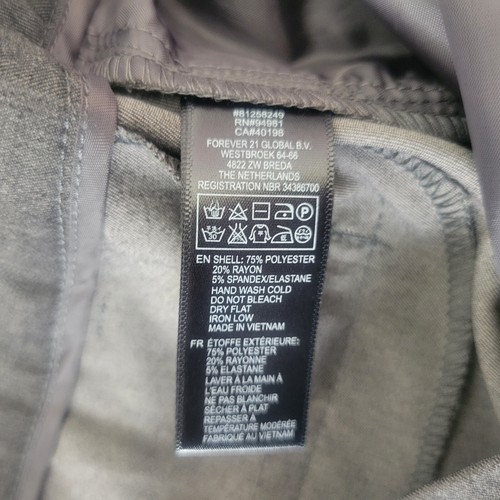 #81258249
RN#94981
CA#40198
FOREVER 21 GLOBAL B.V.
WESTBROEK 64-66
4822 ZW BREDA
THE NETHERLANDS
REGISTRATION NBR 34386700
EN SHELL: 75% POLYESTER
20% RAYON
5% SPANDEX/ELASTANE
HAND WASH COLD
DO NOT BLEACH
DRY FLAT
IRON LOW
MADE IN VIETNAM
FR ÉTOFFE EXTÉRIEURE:
75% POLYESTER
20% RAYONNE
5% ELASTANE
LAVER À LA MAIN À
L'EAU FROIDE
NE PAS BLANCHIR
SÉCHER À PLAT
REPASSER À
TEMPÉRATURE MODÉRÉE
FABRIQUÉ AU VIETNAM